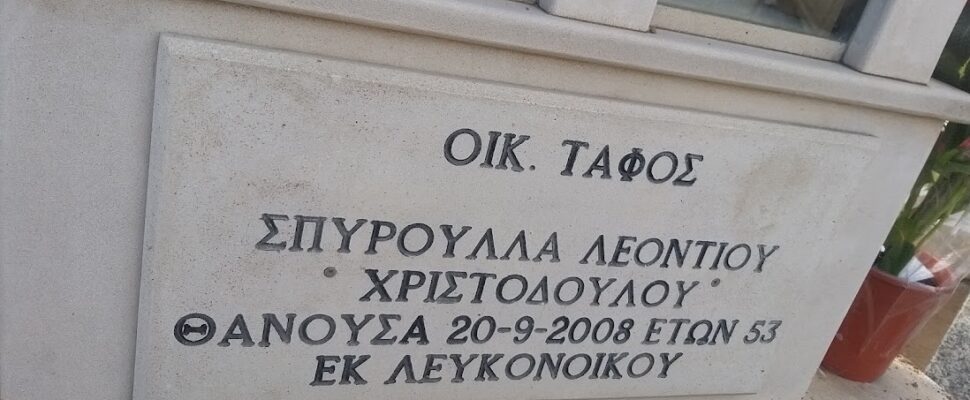 ΟΙΚ. ΤΑΦΟΣ
ΣΠΥΡΟΥΛΛΑ ΛΕΟΝΤΙΟΥ
ΧΡΙΣΤΟΔΟΥΛΟΥ
ΘΑΝΟΥΣΑ 20-9-2008 ΕΤΩΝ 53
ΕΚ ΛΕΥΚΟΝΟΙΚΟΥ